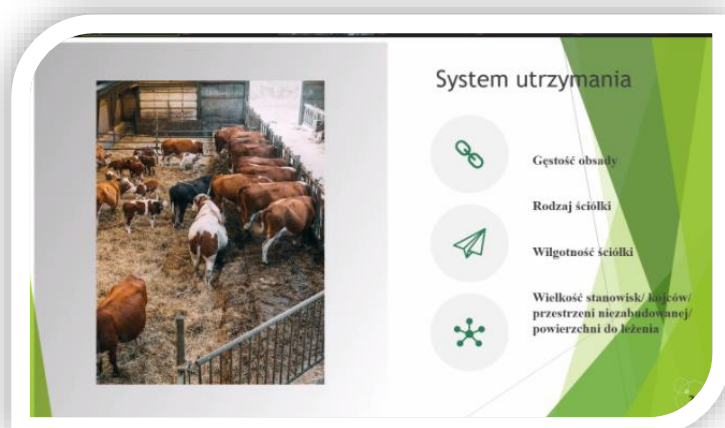 System utrzymania
Gęstość obsady
Rodzaj ściółki
Wilgotność ściółki
Wielkość stanowisk/ kojców/
przestrzeni niezabudowanej/
powierzchni do leżenia